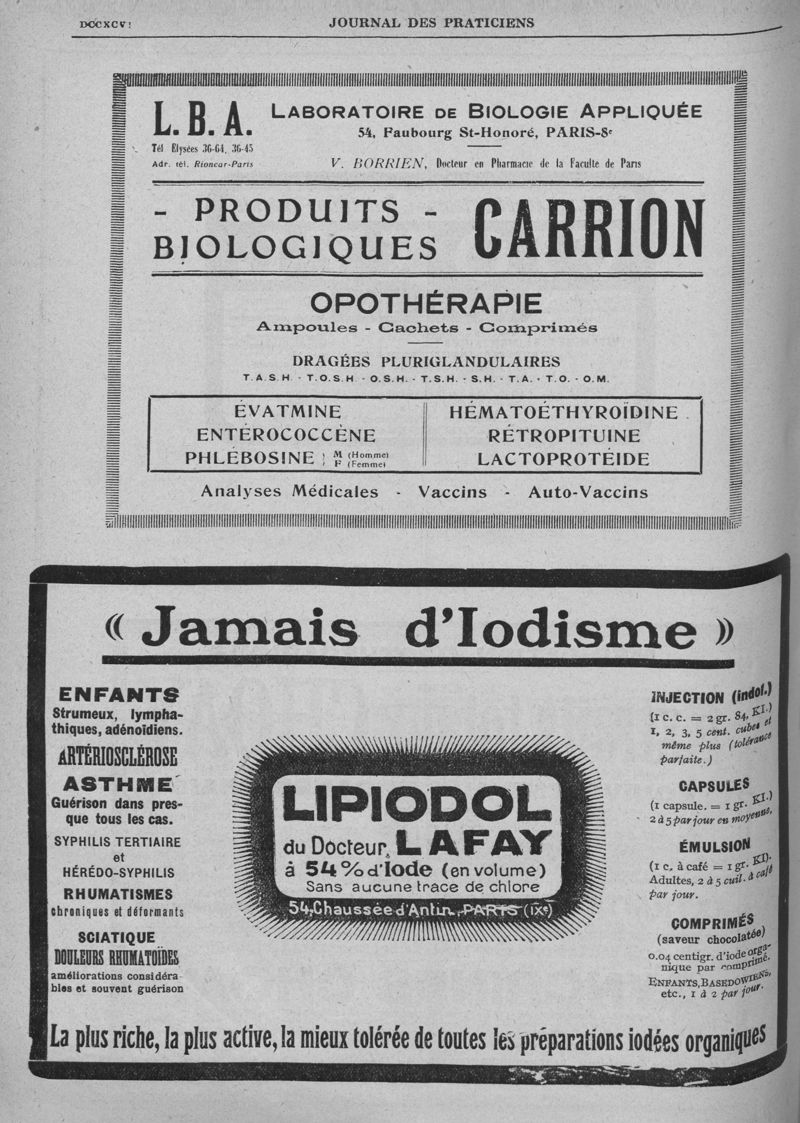 DCCXCVI
JOURNAL DES PRATICIENS
L. B. A.
Tél Élysées 36-64, 36-45
Adr. tél. Rioncar-Paris
LABORATOIRE DE BIOLOGIE APPLIQUÉE
54, Faubourg St-Honoré, PARIS-8e
V. BORRIEN, Docteur en Pharmacie de la Faculté de Paris
- PRODUITS -
BIOLOGIQUES
CARRION
OPOTHÉRAPIE
Ampoules - Cachets - Comprimés
DRAGÉES PLURIGLANDULAIRES
T.A.S.H. - T.O.S.H. - O.S.H. - T.S.H. - S.H. - T.A. - T.O. - O.M.
ÉVATMINE
ENTÉROCOCCÈNE
PHLÉBOSINE { M (Homme)
F (Femme)
HÉMATOÉTHYROÏDINE
RÉTROPITUINE
LACTOPROTÉIDE
Analyses Médicales - Vaccins - Auto-Vaccins
« Jamais d'Iodisme »
ENFANTS
Strumeux, lympha-
thiques, adénoïdiens.
ARTÉRIOSCLÉROSE
ASTHME
Guérison dans pres-
que tous les cas.
SYPHILIS TERTIAIRE
et
HÉRÉDO-SYPHILIS
RHUMATISMES
chroniques et déformants
SCIATIQUE
DOULEURS RHUMATOÏDES
améliorations considéra-
bles et souvent guérison
LIPIODOL
du Docteur LAFAY
à 54 % d'Iode (en volume)
Sans aucune trace de chlore
54, Chaussée d'Antin, PARIS (IXe)
INJECTION (indol.)
(1 c. c. = 2 gr. 84, KI.)
1, 2, 3, 5 cent. cubes et
même plus (tolérance
parfaite.)
CAPSULES
(1 capsule. = 1 gr. KI.)
2 à 5 par jour en moyenne.
ÉMULSION
(1 c. à café = 1 gr. KI).
Adultes, 2 à 5 cuil. à café
par jour.
COMPRIMÉS
(saveur chocolatée)
0.04 centigr. d'iode orga-
nique par comprimé.
ENFANTS, BASEDOWIENS,
etc., 1 à 2 par jour.
La plus riche, la plus active, la mieux tolérée de toutes les préparations iodées organiques